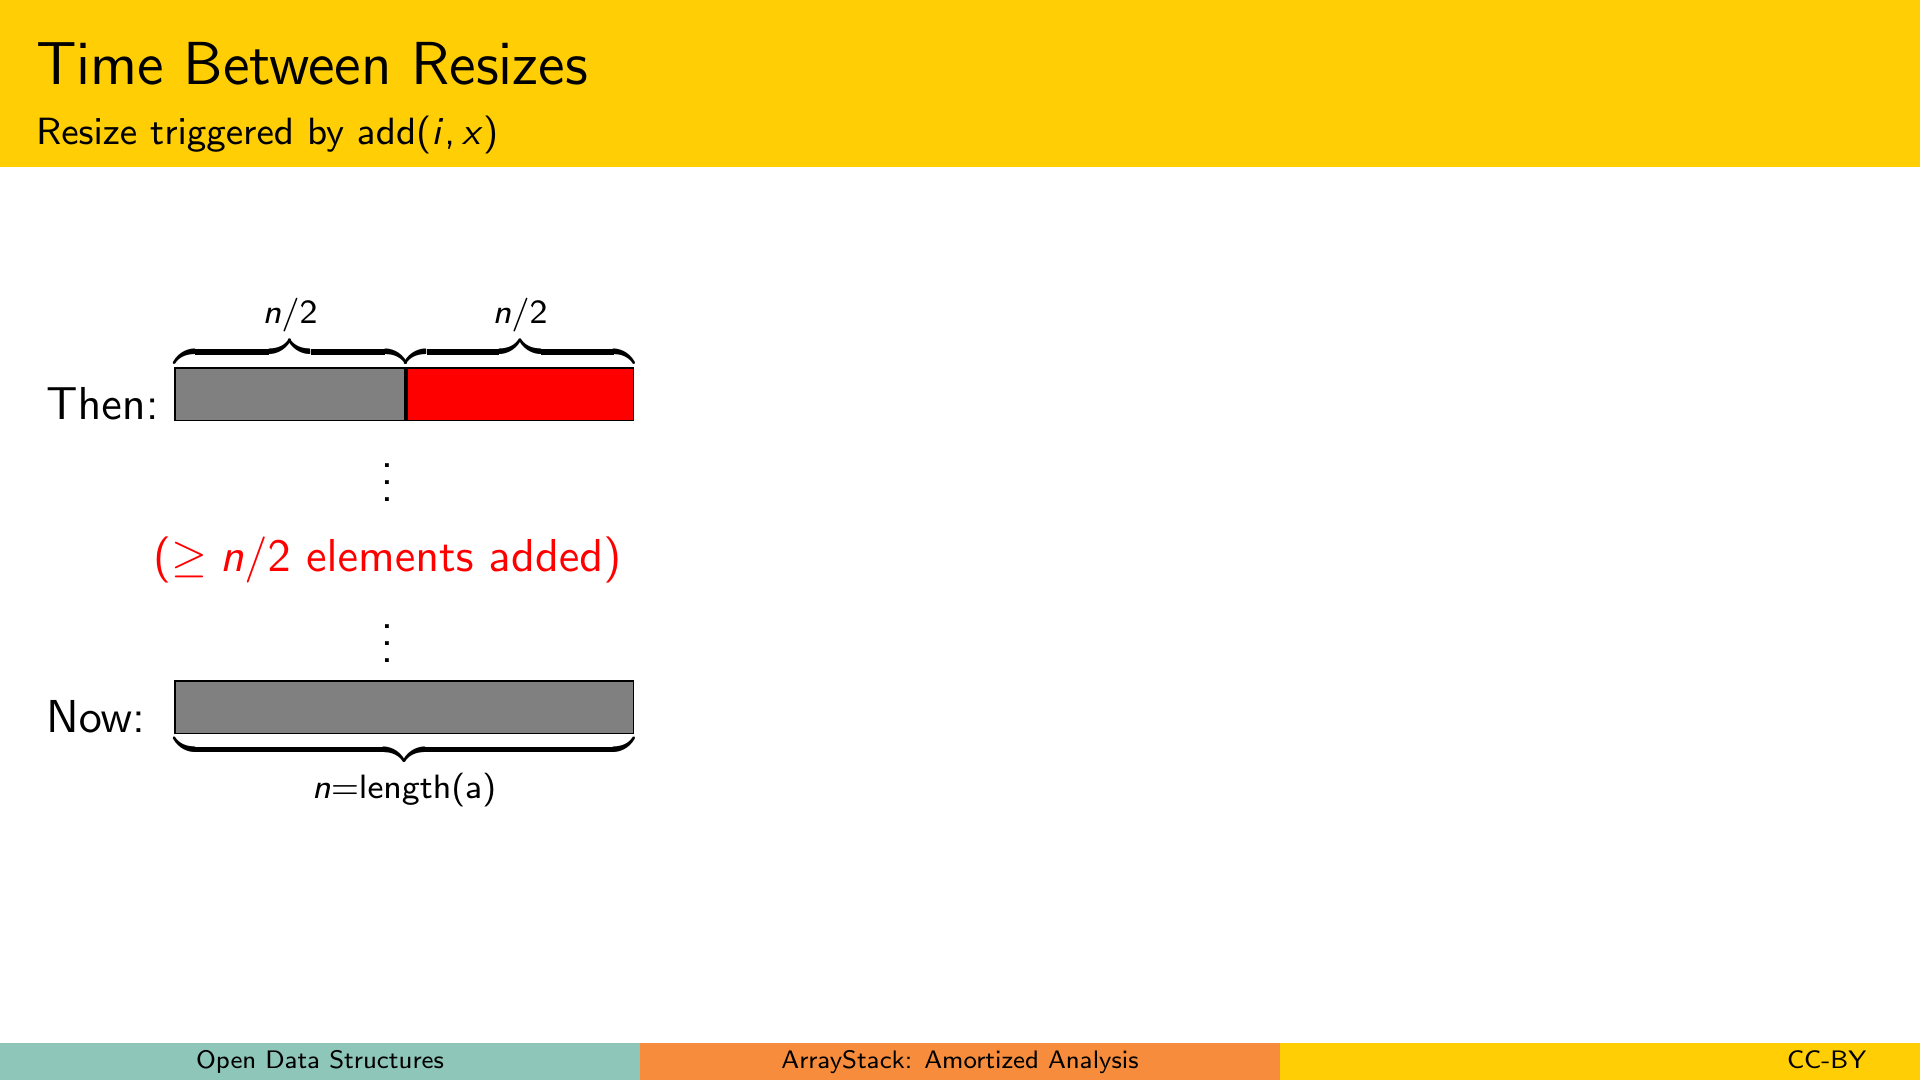 Time Between Resizes
Resize triggered by add(i, x)
n/2 n/2
Then:
⋮
(≥ n/2 elements added)
⋮
Now:
n=length(a)
Open Data Structures ArrayStack: Amortized Analysis CC-BY